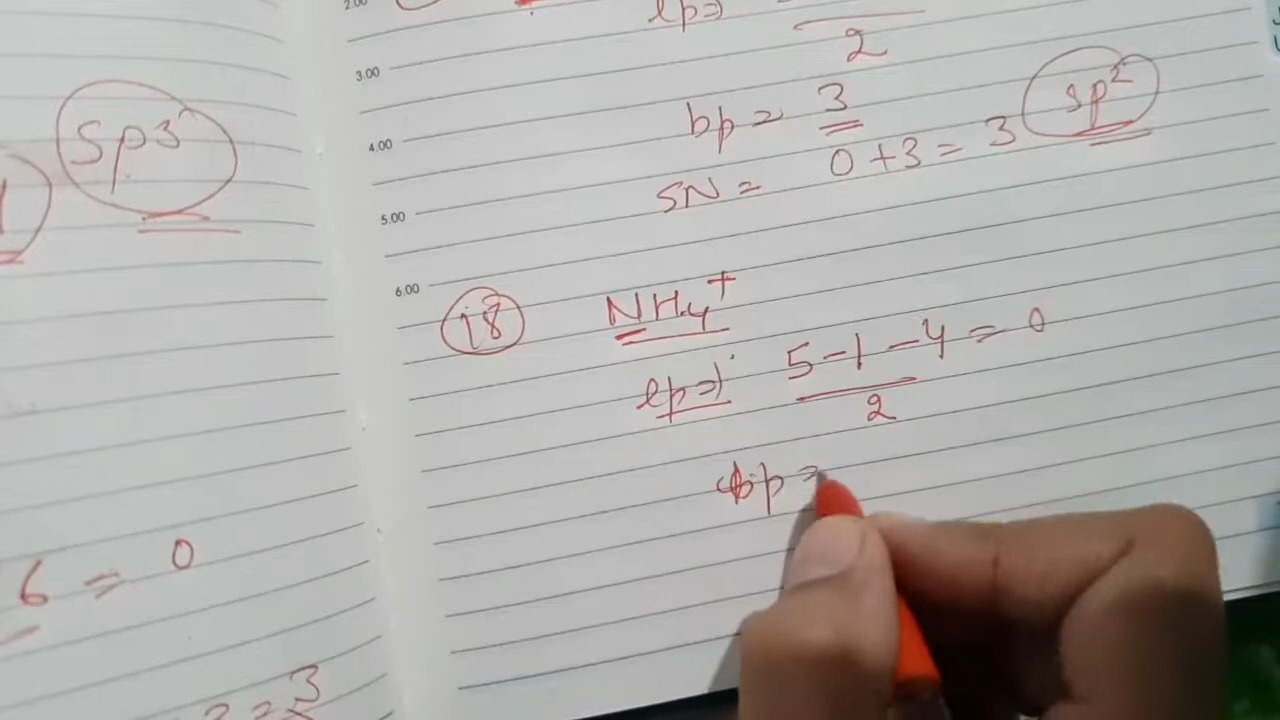 2.00
lp⇒
2
3.00
bp = 3
sp²
4.00
0 + 3 = 3
SN =
5.00
sp3
6.00
18
NH4+
lp⇒ 5 - 1 - 4 = 0
2
bp =
6 = 0
= 3